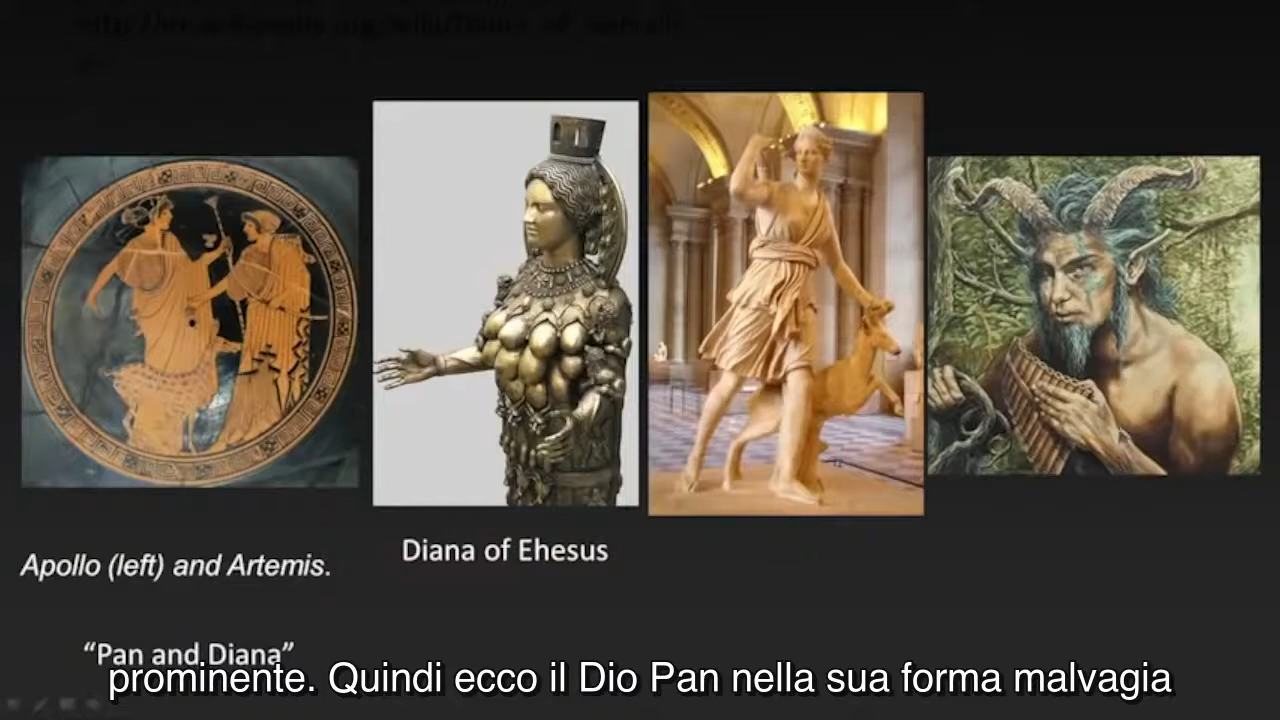 Apollo (left) and Artemis.
Diana of Ehesus
“Pan and Diana”
prominente. Quindi ecco il Dio Pan nella sua forma malvagia